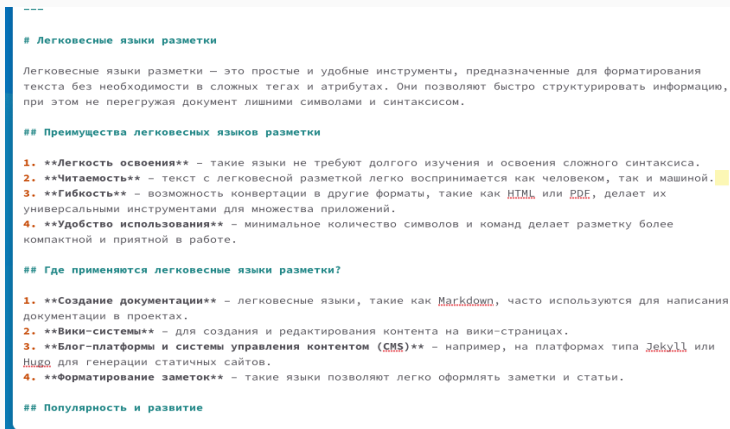 ---
# Легковесные языки разметки
Легковесные языки разметки — это простые и удобные инструменты, предназначенные для форматирования
текста без необходимости в сложных тегах и атрибутах. Они позволяют быстро структурировать информацию,
при этом не перегружая документ лишними символами и синтаксисом.
## Преимущества легковесных языков разметки
1. **Легкость освоения** – такие языки не требуют долгого изучения и освоения сложного синтаксиса.
2. **Читаемость** – текст с легковесной разметкой легко воспринимается как человеком, так и машиной.
3. **Гибкость** – возможность конвертации в другие форматы, такие как HTML или PDF, делает их
универсальными инструментами для множества приложений.
4. **Удобство использования** – минимальное количество символов и команд делает разметку более
компактной и приятной в работе.
## Где применяются легковесные языки разметки?
1. **Создание документации** – легковесные языки, такие как Markdown, часто используются для написания
документации в проектах.
2. **Вики-системы** – для создания и редактирования контента на вики-страницах.
3. **Блог-платформы и системы управления контентом (CMS)** – например, на платформах типа Jekyll или
Hugo для генерации статичных сайтов.
4. **Форматирование заметок** – такие языки позволяют легко оформлять заметки и статьи.
## Популярность и развитие